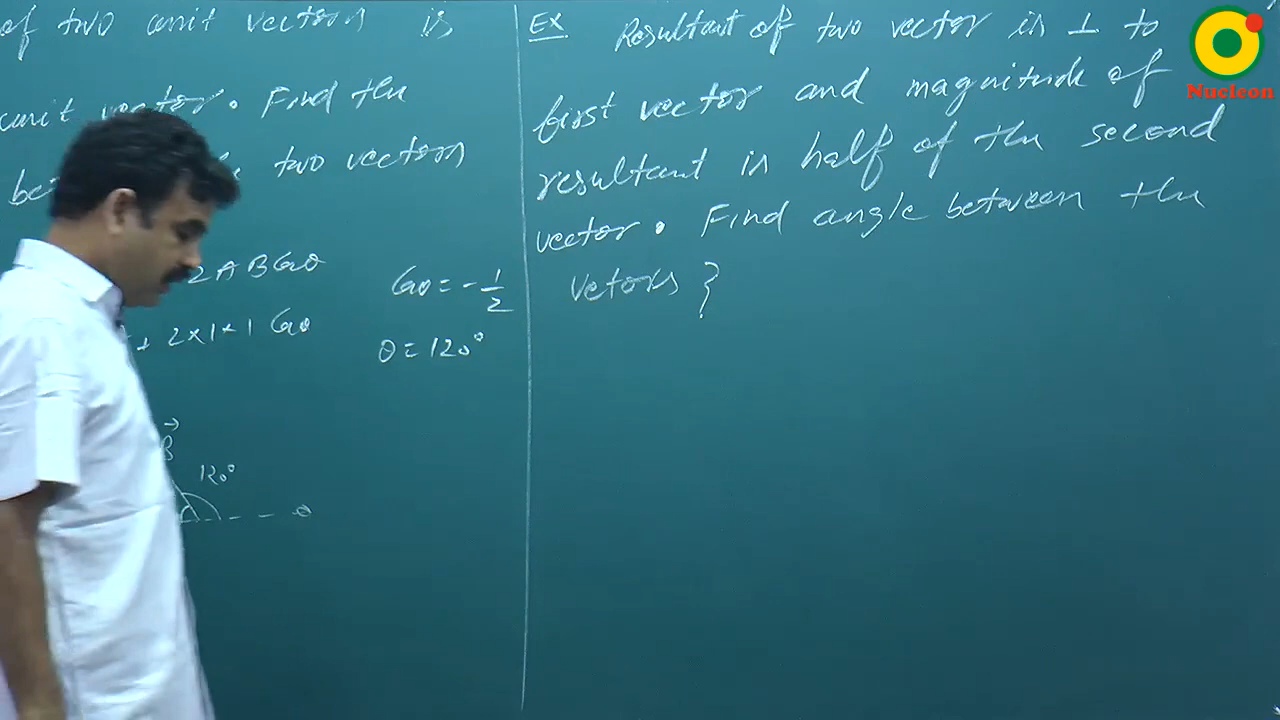 of two unit vectors is
unit vector. Find the
two vectors
2ABCosθ
+ 2×1×1 Cosθ
Cosθ = -1/2
θ = 120°
B
120°
Ex Resultant of two vector is ⊥ to
first vector and magnitude of
resultant is half of the second
vector. Find angle between the
vetors ?
Nucleon